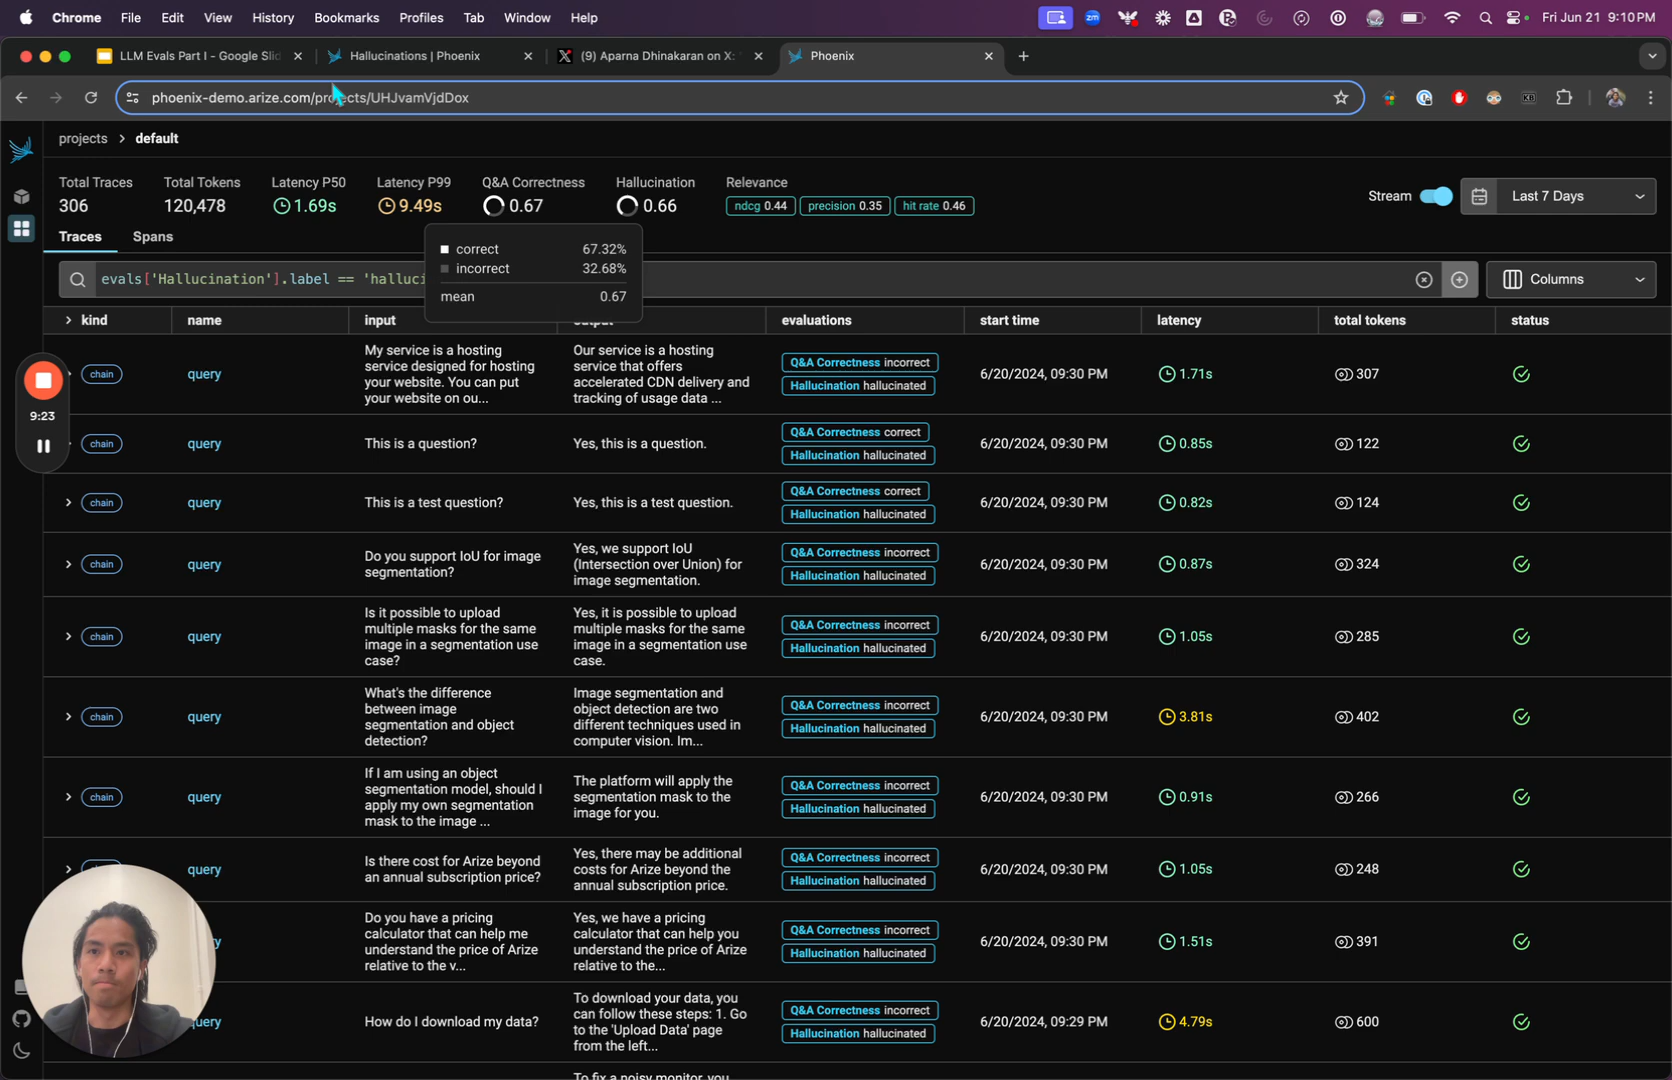 Chrome File Edit View History Bookmarks Profiles Tab Window Help
zm
Fri Jun 21 9:10 PM
LLM Evals Part I - Google Slid
Hallucinations | Phoenix
(9) Aparna Dhinakaran on X:
Phoenix
phoenix-demo.arize.com/projects/UHJvamVjdDox
projects > default
Total Traces
306
Total Tokens
120,478
Latency P50
1.69s
Latency P99
9.49s
Q&A Correctness
0.67
Hallucination
0.66
Relevance
ndcg 0.44 precision 0.35 hit rate 0.46
Stream
Last 7 Days
Traces Spans
correct 67.32%
incorrect 32.68%
mean 0.67
evals['Hallucination'].label == 'halluci
Columns
kind name input output evaluations start time latency total tokens status
chain
query
My service is a hosting
service designed for hosting
your website. You can put
your website on ou...
Our service is a hosting
service that offers
accelerated CDN delivery and
tracking of usage data ...
Q&A Correctness incorrect
Hallucination hallucinated
6/20/2024, 09:30 PM
1.71s
307
9:23
chain
query
This is a question?
Yes, this is a question.
Q&A Correctness correct
Hallucination hallucinated
6/20/2024, 09:30 PM
0.85s
122
chain
query
This is a test question?
Yes, this is a test question.
Q&A Correctness correct
Hallucination hallucinated
6/20/2024, 09:30 PM
0.82s
124
chain
query
Do you support IoU for image
segmentation?
Yes, we support IoU
(Intersection over Union) for
image segmentation.
Q&A Correctness incorrect
Hallucination hallucinated
6/20/2024, 09:30 PM
0.87s
324
chain
query
Is it possible to upload
multiple masks for the same
image in a segmentation use
case?
Yes, it is possible to upload
multiple masks for the same
image in a segmentation use
case.
Q&A Correctness incorrect
Hallucination hallucinated
6/20/2024, 09:30 PM
1.05s
285
chain
query
What's the difference
between image
segmentation and object
detection?
Image segmentation and
object detection are two
different techniques used in
computer vision. Im...
Q&A Correctness incorrect
Hallucination hallucinated
6/20/2024, 09:30 PM
3.81s
402
chain
query
If I am using an object
segmentation model, should I
apply my own segmentation
mask to the image ...
The platform will apply the
segmentation mask to the
image for you.
Q&A Correctness incorrect
Hallucination hallucinated
6/20/2024, 09:30 PM
0.91s
266
query
Is there cost for Arize beyond
an annual subscription price?
Yes, there may be additional
costs for Arize beyond the
annual subscription price.
Q&A Correctness incorrect
Hallucination hallucinated
6/20/2024, 09:30 PM
1.05s
248
Do you have a pricing
calculator that can help me
understand the price of Arize
relative to the v...
Yes, we have a pricing
calculator that can help you
understand the price of Arize
relative to the...
Q&A Correctness incorrect
Hallucination hallucinated
6/20/2024, 09:30 PM
1.51s
391
query
How do I download my data?
To download your data, you
can follow these steps: 1. Go
to the 'Upload Data' page
from the left...
Q&A Correctness incorrect
Hallucination hallucinated
6/20/2024, 09:29 PM
4.79s
600
To fix a noisy monitor, you